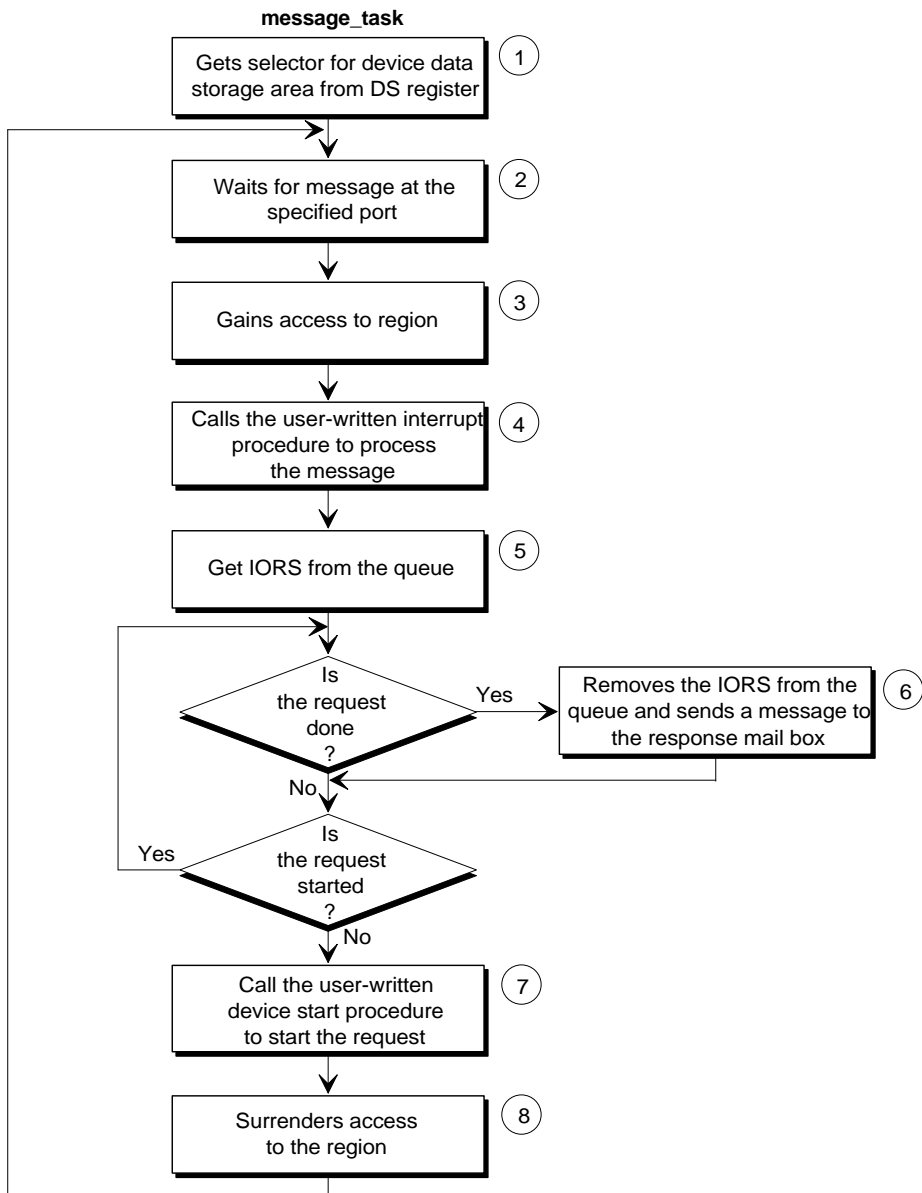 message_task
Gets selector for device data
storage area from DS register
1
Waits for message at the
specified port
2
Gains access to region
3
Calls the user-written interrupt
procedure to process
the message
4
Get IORS from the queue
5
Is
the request
done
?
Yes
Removes the IORS from the
queue and sends a message to
the response mail box
6
No
Is
the request
started
?
Yes
No
Call the user-written
device start procedure
to start the request
7
Surrenders access
to the region
8